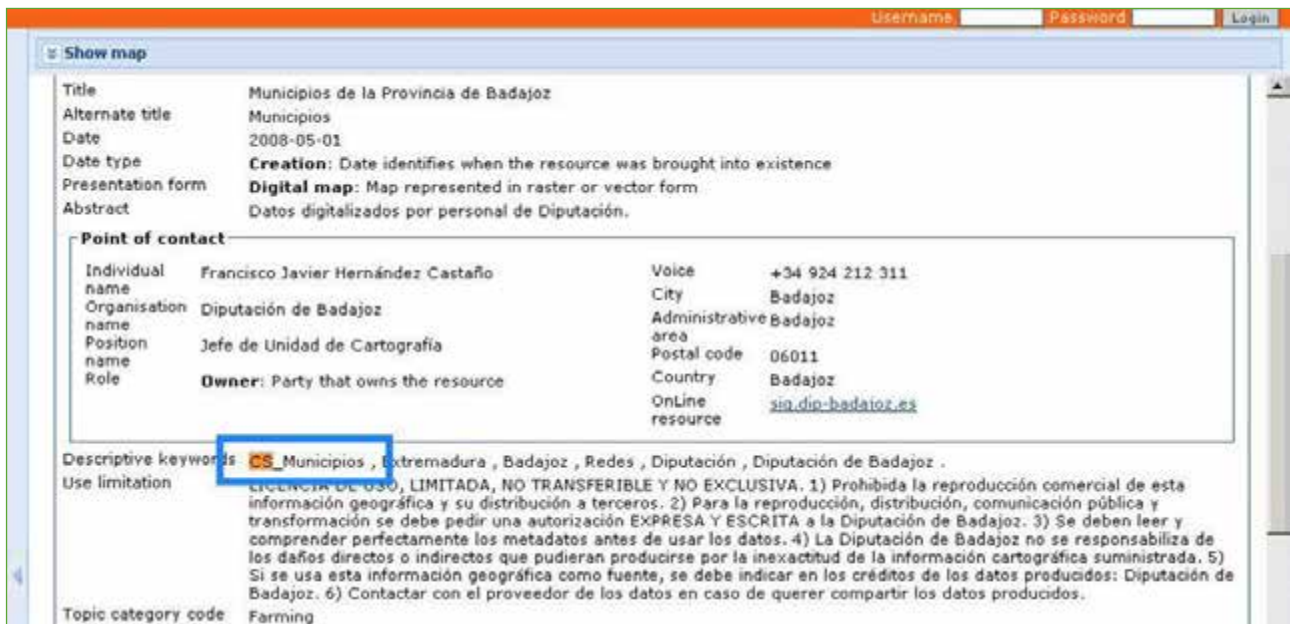 Username Password Login
Show map
Title Municipios de la Provincia de Badajoz
Alternate title Municipios
Date 2008-05-01
Date type Creation: Date identifies when the resource was brought into existence
Presentation form Digital map: Map represented in raster or vector form
Abstract Datos digitalizados por personal de Diputación.
Point of contact
Individual name Francisco Javier Hernández Castaño
Organisation name Diputación de Badajoz
Position name Jefe de Unidad de Cartografía
Role Owner: Party that owns the resource
Voice +34 924 212 311
City Badajoz
Administrative area Badajoz
Postal code 06011
Country Badajoz
OnLine resource sig.dip-badajoz.es
Descriptive keywords CS_Municipios , Extremadura , Badajoz , Redes , Diputación , Diputación de Badajoz .
Use limitation LICENCIA DE USO, LIMITADA, NO TRANSFERIBLE Y NO EXCLUSIVA. 1) Prohibida la reproducción comercial de esta
información geográfica y su distribución a terceros. 2) Para la reproducción, distribución, comunicación pública y
transformación se debe pedir una autorización EXPRESA Y ESCRITA a la Diputación de Badajoz. 3) Se deben leer y
comprender perfectamente los metadatos antes de usar los datos. 4) La Diputación de Badajoz no se responsabiliza de
los daños directos o indirectos que pudieran producirse por la inexactitud de la información cartográfica suministrada. 5)
Si se usa esta información geográfica como fuente, se debe indicar en los créditos de los datos producidos: Diputación de
Badajoz. 6) Contactar con el proveedor de los datos en caso de querer compartir los datos producidos.
Topic category code Farming